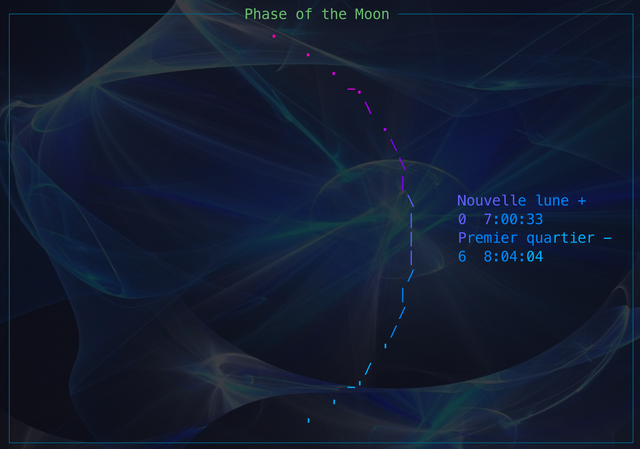 Phase of the Moon
Nouvelle lune +
0  7:00:33
Premier quartier –
6  8:04:04